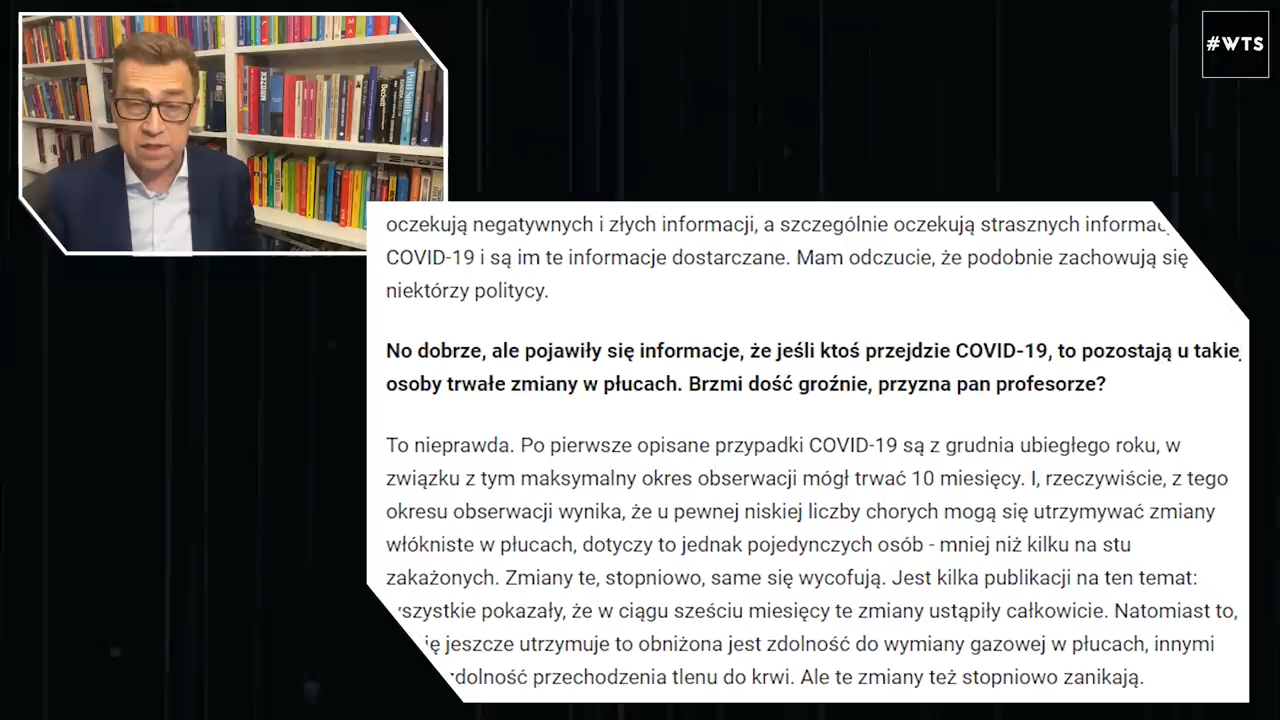 #WTS
MROŻEK
Beckett
Patti Smith
oczekują negatywnych i złych informacji, a szczególnie oczekują strasznych
COVID-19 i są im te informacje dostarczane. Mam odczucie, że podobnie zachowują się
niektórzy politycy.
No dobrze, ale pojawiły się informacje, że jeśli ktoś przejdzie COVID-19, to pozostają u takiej
osoby trwałe zmiany w płucach. Brzmi dość groźnie, przyzna pan profesorze?
To nieprawda. Po pierwsze opisane przypadki COVID-19 są z grudnia ubiegłego roku, w
związku z tym maksymalny okres obserwacji mógł trwać 10 miesięcy. I, rzeczywiście, z tego
okresu obserwacji wynika, że u pewnej niskiej liczby chorych mogą się utrzymywać zmiany
włókniste w płucach, dotyczy to jednak pojedynczych osób - mniej niż kilku na stu
zakażonych. Zmiany te, stopniowo, same się wycofują. Jest kilka publikacji na ten temat:
wszystkie pokazały, że w ciągu sześciu miesięcy te zmiany ustąpiły całkowicie. Natomiast to,
jeszcze utrzymuje to obniżona jest zdolność do wymiany gazowej w płucach, innymi
zdolność przechodzenia tlenu do krwi. Ale te zmiany też stopniowo zanikają.